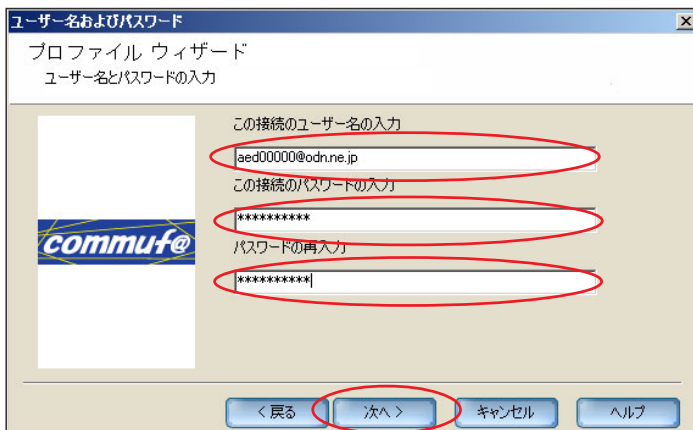 ユーザー名およびパスワード
プロファイル ウィザード
ユーザー名とパスワードの入力
この接続のユーザー名の入力
aed00000@odn.ne.jp
この接続のパスワードの入力
**********
commuf@
パスワードの再入力
**********
< 戻る
次へ >
キャンセル
ヘルプ